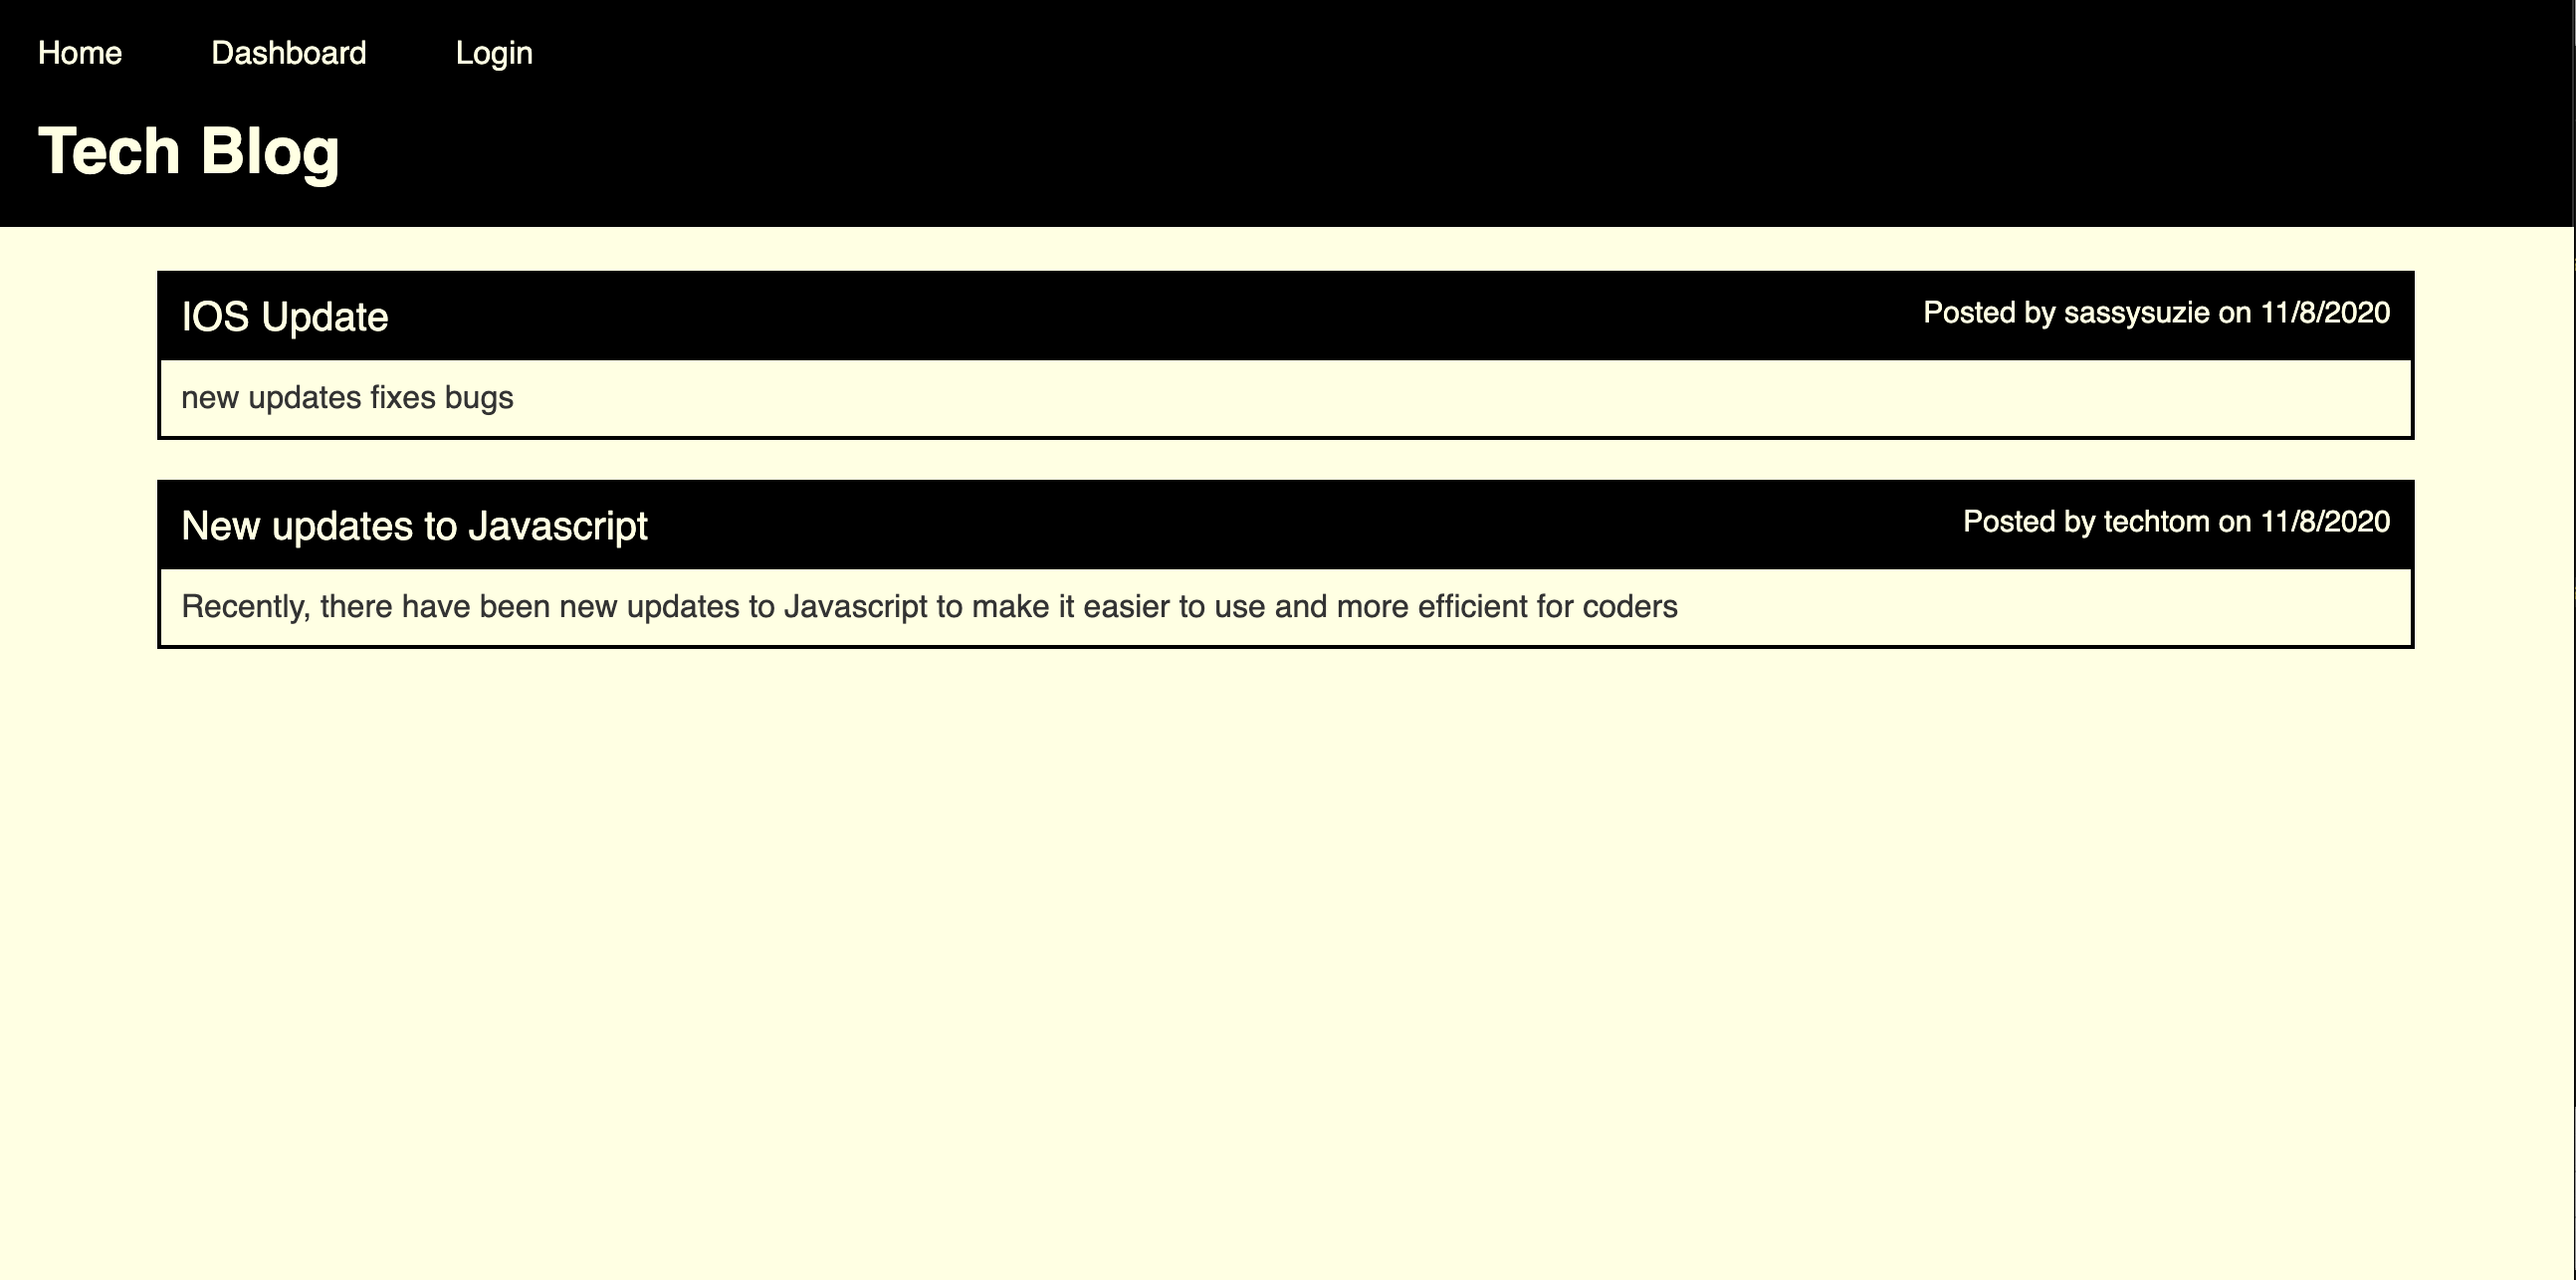 Home Dashboard Login
Tech Blog
IOS Update Posted by sassysuzie on 11/8/2020
new updates fixes bugs
New updates to Javascript Posted by techtom on 11/8/2020
Recently, there have been new updates to Javascript to make it easier to use and more efficient for coders